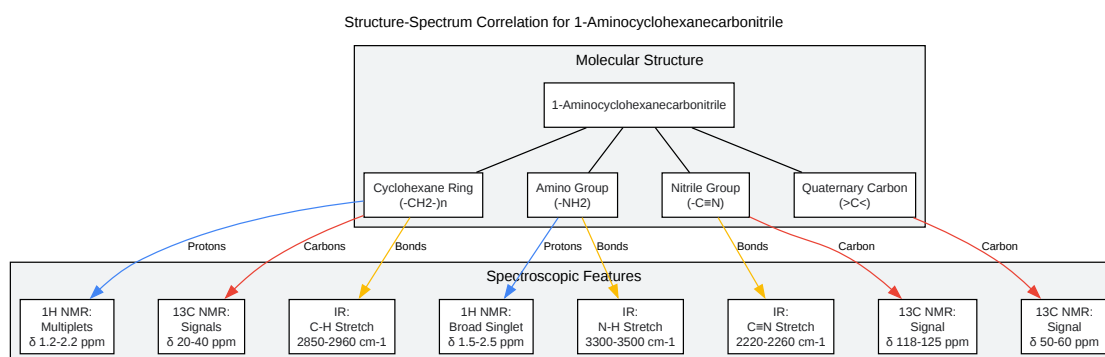 Structure-Spectrum Correlation for 1-Aminocyclohexanecarbonitrile
Molecular Structure
1-Aminocyclohexanecarbonitrile
Cyclohexane Ring
(-CH2-)n
Amino Group
(-NH2)
Nitrile Group
(-C≡N)
Quaternary Carbon
(>C<)
Protons
Carbons
Bonds
Protons
Bonds
Bonds
Carbon
Carbon
Spectroscopic Features
1H NMR:
Multiplets
δ 1.2-2.2 ppm
13C NMR:
Signals
δ 20-40 ppm
IR:
C-H Stretch
2850-2960 cm-1
1H NMR:
Broad Singlet
δ 1.5-2.5 ppm
IR:
N-H Stretch
3300-3500 cm-1
IR:
C≡N Stretch
2220-2260 cm-1
13C NMR:
Signal
δ 118-125 ppm
13C NMR:
Signal
δ 50-60 ppm